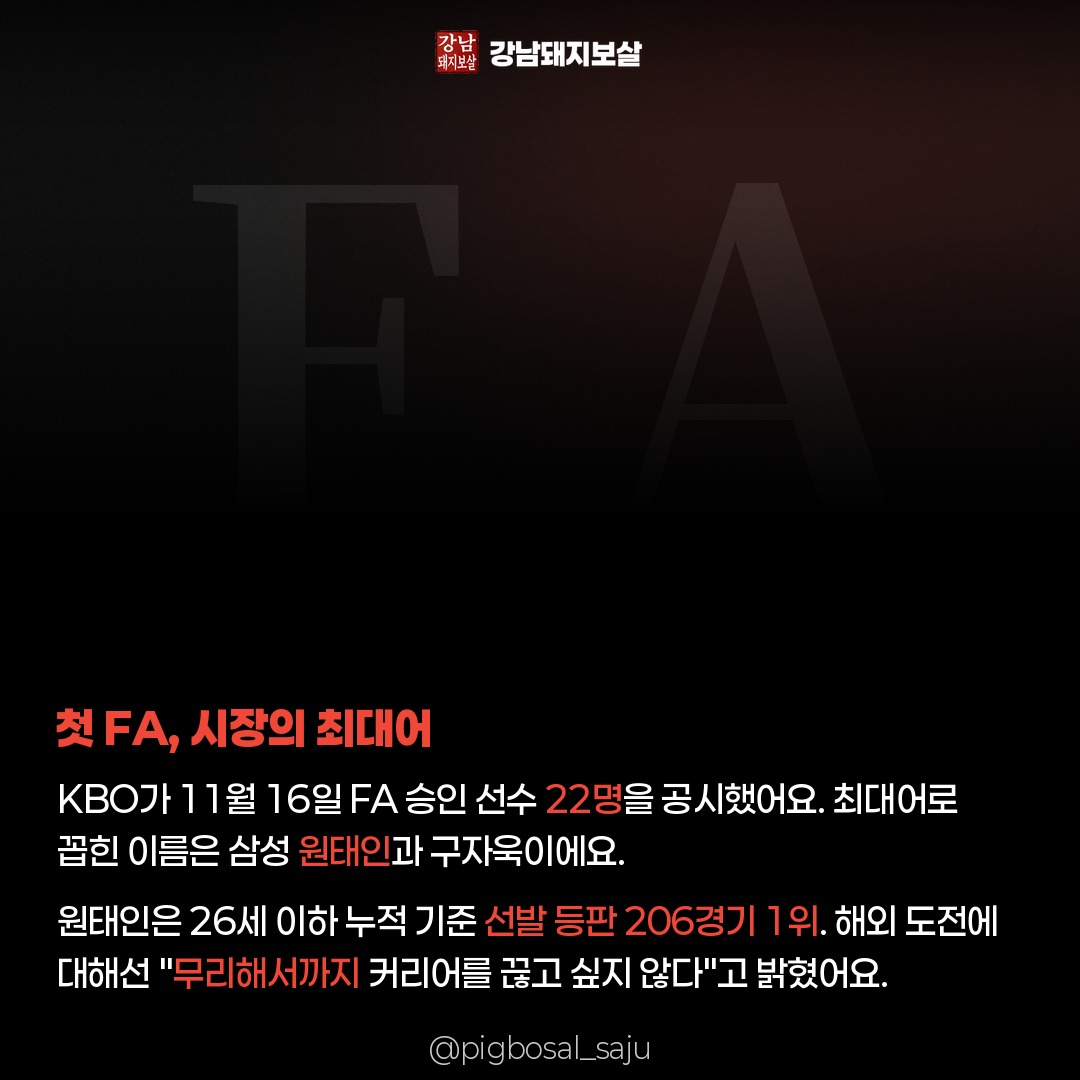 강남
돼지보살
강남돼지보살
FA
첫 FA, 시장의 최대어
KBO가 11월 16일 FA 승인 선수 22명을 공시했어요. 최대어로
꼽힌 이름은 삼성 원태인과 구자욱이에요.
원태인은 26세 이하 누적 기준 선발 등판 206경기 1위. 해외 도전에
대해선 "무리해서까지 커리어를 끊고 싶지 않다"고 밝혔어요.
@pigbosal_saju